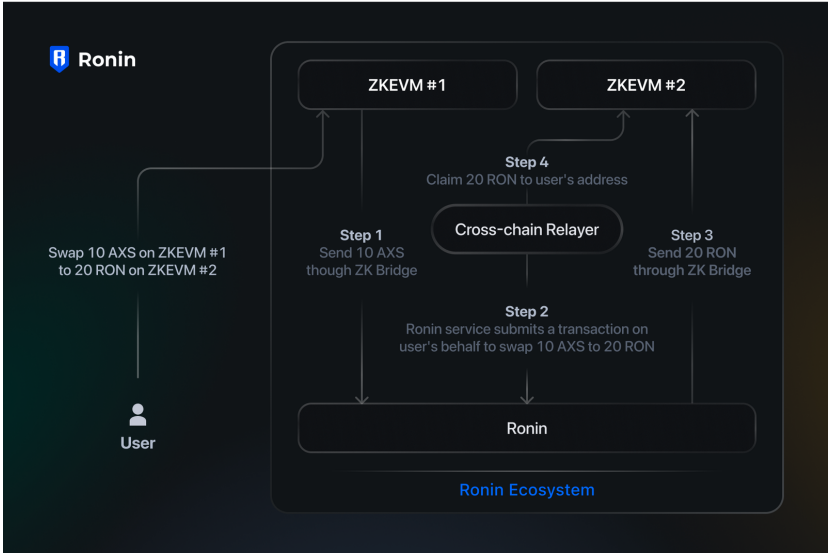 Ronin
ZKEVM #1
ZKEVM #2
Step 4
Claim 20 RON to user's address
Cross-chain Relayer
Step 1
Send 10 AXS
though ZK Bridge
Step 3
Send 20 RON
through ZK Bridge
Swap 10 AXS on ZKEVM #1
to 20 RON on ZKEVM #2
Step 2
Ronin service submits a transaction on
user's behalf to swap 10 AXS to 20 RON
User
Ronin
Ronin Ecosystem